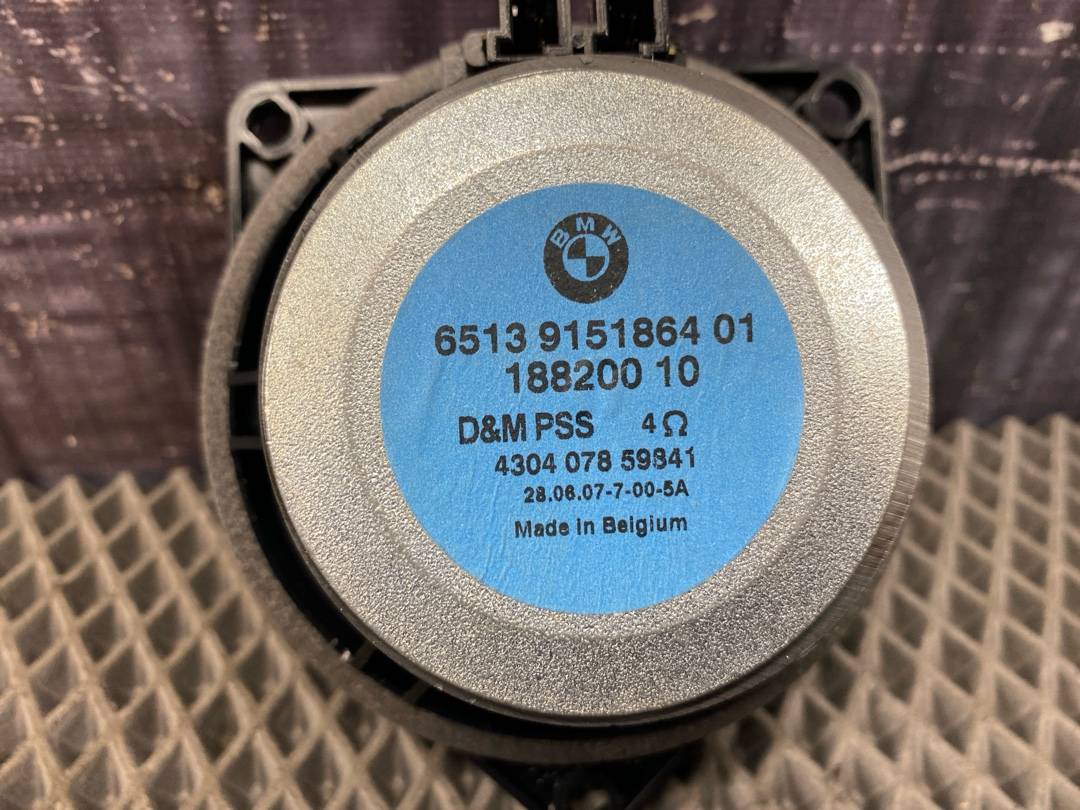 BMW
6513 9151864 01
188200 10
D&M PSS 4Ω
4304 078 59841
28.06.07-7-00-5A
Made in Belgium